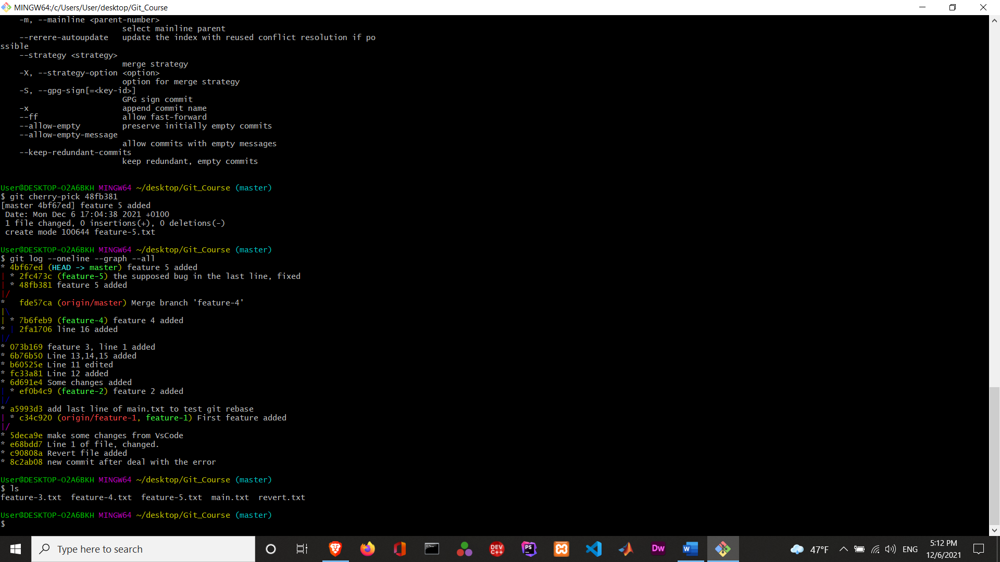 MINGW64:/c/Users/User/desktop/Git_Course
    -m, --mainline <parent-number>
                          select mainline parent
    --rerere-autoupdate   update the index with reused conflict resolution if po
ssible
    --strategy <strategy>
                          merge strategy
    -X, --strategy-option <option>
                          option for merge strategy
    -S, --gpg-sign[=<key-id>]
                          GPG sign commit
    -x                    append commit name
    --ff                  allow fast-forward
    --allow-empty         preserve initially empty commits
    --allow-empty-message
                          allow commits with empty messages
    --keep-redundant-commits
                          keep redundant, empty commits
User@DESKTOP-O2A6BKH MINGW64 ~/desktop/Git_Course (master)
$ git cherry-pick 48fb381
[master 4bf67ed] feature 5 added
 Date: Mon Dec 6 17:04:38 2021 +0100
 1 file changed, 0 insertions(+), 0 deletions(-)
 create mode 100644 feature-5.txt
User@DESKTOP-O2A6BKH MINGW64 ~/desktop/Git_Course (master)
$ git log --oneline --graph --all
* 4bf67ed (HEAD -> master) feature 5 added
| * 2fc473c (feature-5) the supposed bug in the last line, fixed
| * 48fb381 feature 5 added
|/
*   fde57ca (origin/master) Merge branch 'feature-4'
|\
| * 7b6feb9 (feature-4) feature 4 added
* | 2fa1706 line 16 added
|/
* 073b169 feature 3, line 1 added
* 6b76b50 Line 13,14,15 added
* b60525e Line 11 edited
* fc33a81 Line 12 added
* 6d691e4 Some changes added
| * ef0b4c9 (feature-2) feature 2 added
|/
* a5993d3 add last line of main.txt to test git rebase
| * c34c920 (origin/feature-1, feature-1) First feature added
|/
* 5deca9e make some changes from VsCode
* e68bdd7 Line 1 of file, changed.
* c90808a Revert file added
* 8c2ab08 new commit after deal with the error
User@DESKTOP-O2A6BKH MINGW64 ~/desktop/Git_Course (master)
$ ls
feature-3.txt  feature-4.txt  feature-5.txt  main.txt  revert.txt
User@DESKTOP-O2A6BKH MINGW64 ~/desktop/Git_Course (master)
$
Type here to search
DEV C++
PS
Dw
W
47°F
ENG
5:12 PM
12/6/2021